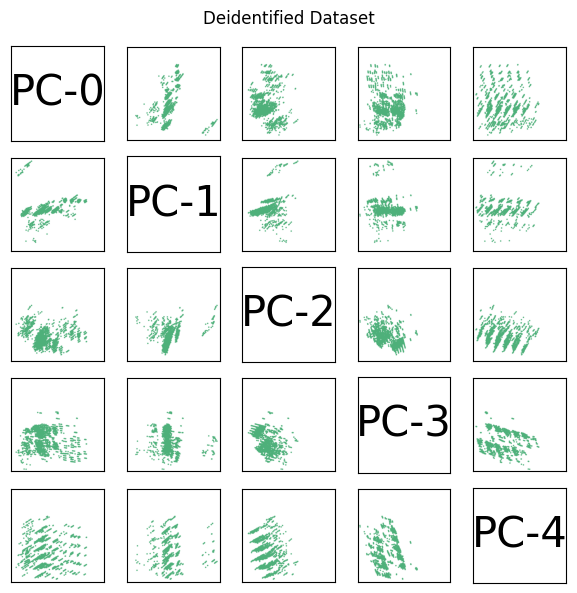 Deidentified Dataset
PC-0
PC-1
PC-2
PC-3
PC-4